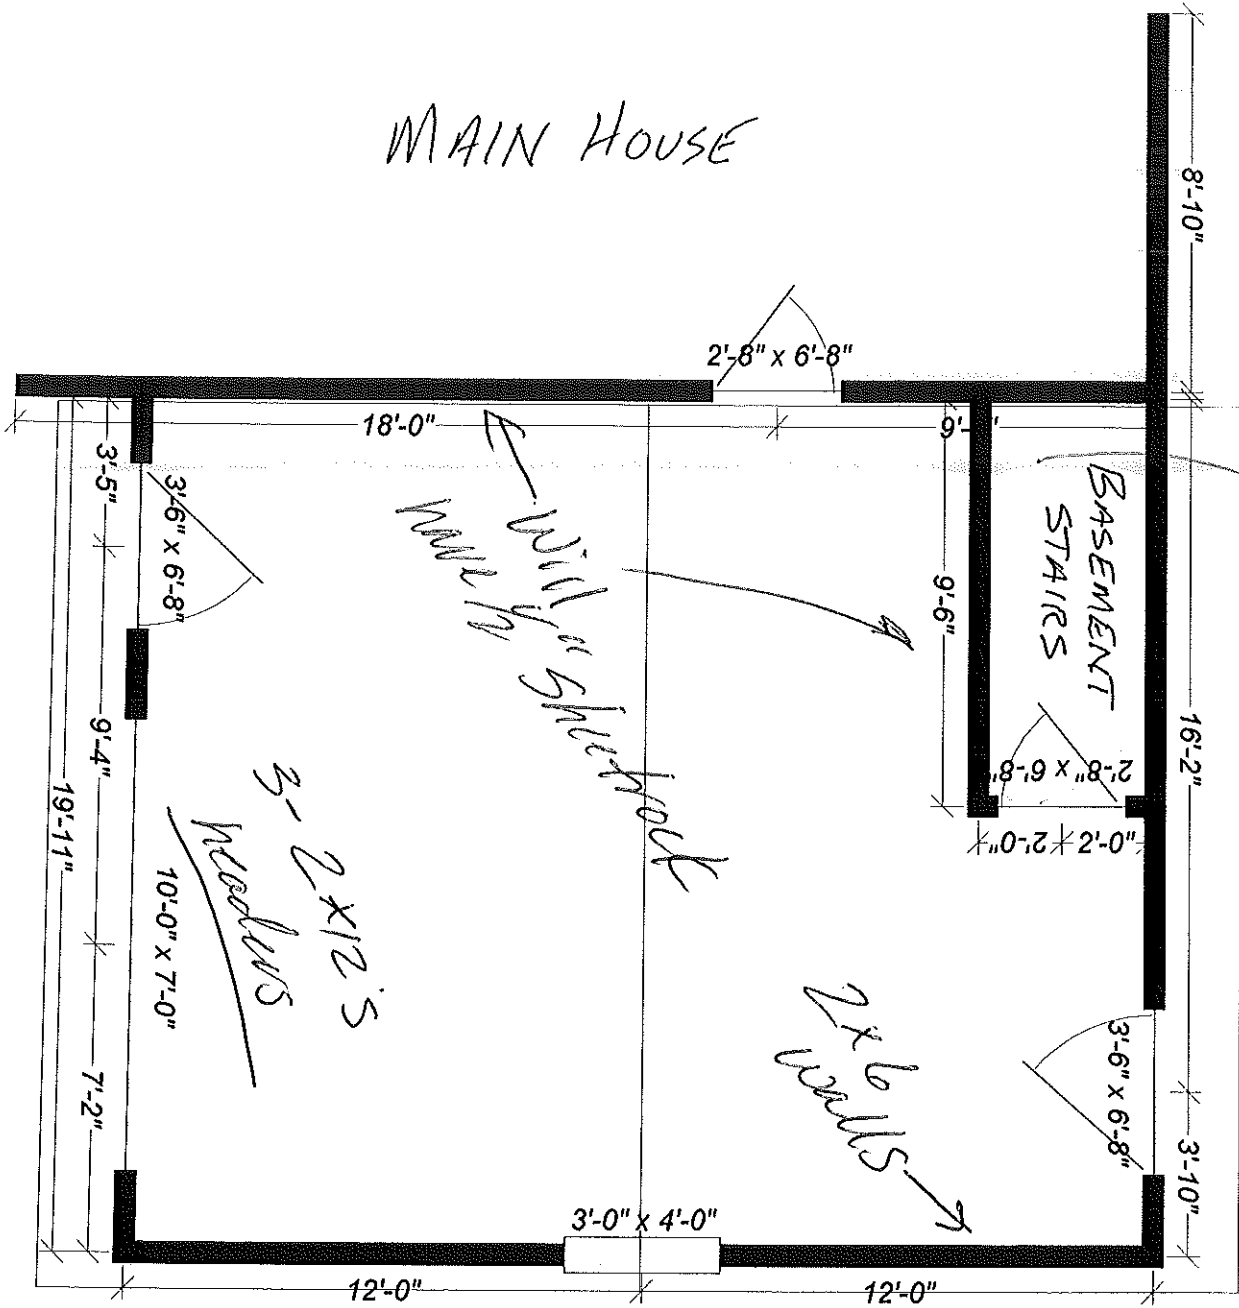 MAIN HOUSE
8'-10"
2'-8" x 6'-8"
18'-0"
3'-5"
3'-6" x 6'-8"
BASEMENT
STAIRS
9'-6"
Will
have 1/2" Sheetrock
16'-2"
2'-8" x 6'-8"
2'-0"
2'-0"
9'-4"
19'-11"
3- 2x12's
headers
10'-0" x 7'-0"
2x6
walls
3'-6" x 6'-8"
7'-2"
3'-10"
3'-0" x 4'-0"
12'-0"
12'-0"